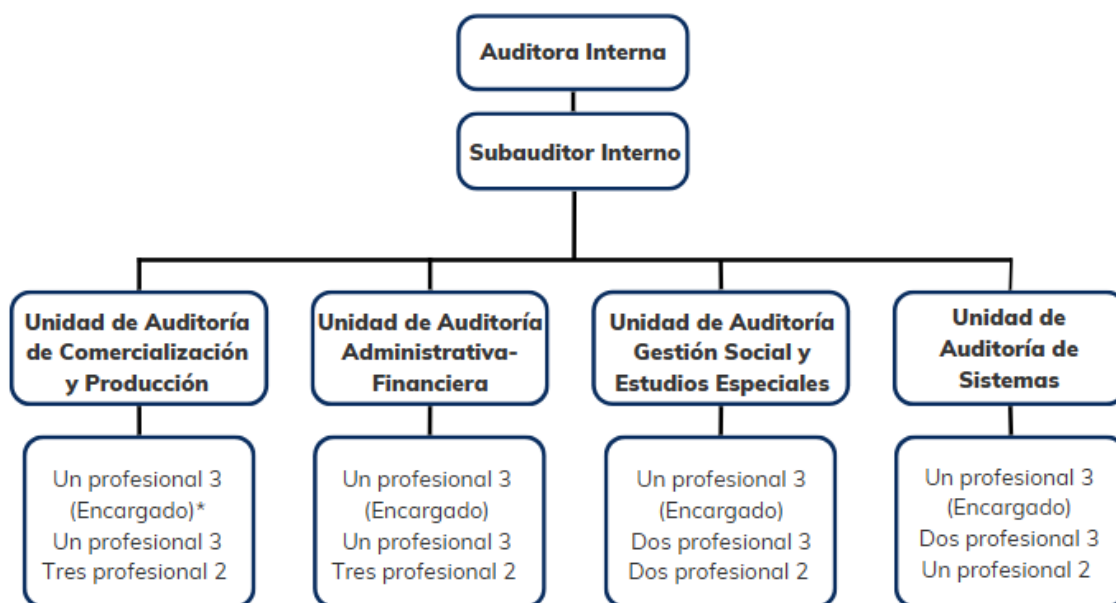 Auditora Interna
Subauditor Interno
Unidad de Auditoría
de Comercialización
y Producción
Unidad de Auditoría
Administrativa-
Financiera
Unidad de Auditoría
Gestión Social y
Estudios Especiales
Unidad de
Auditoría de
Sistemas
Un profesional 3
(Encargado)*
Un profesional 3
Tres profesional 2
Un profesional 3
(Encargado)
Un profesional 3
Tres profesional 2
Un profesional 3
(Encargado)
Dos profesional 3
Dos profesional 2
Un profesional 3
(Encargado)
Dos profesional 3
Un profesional 2